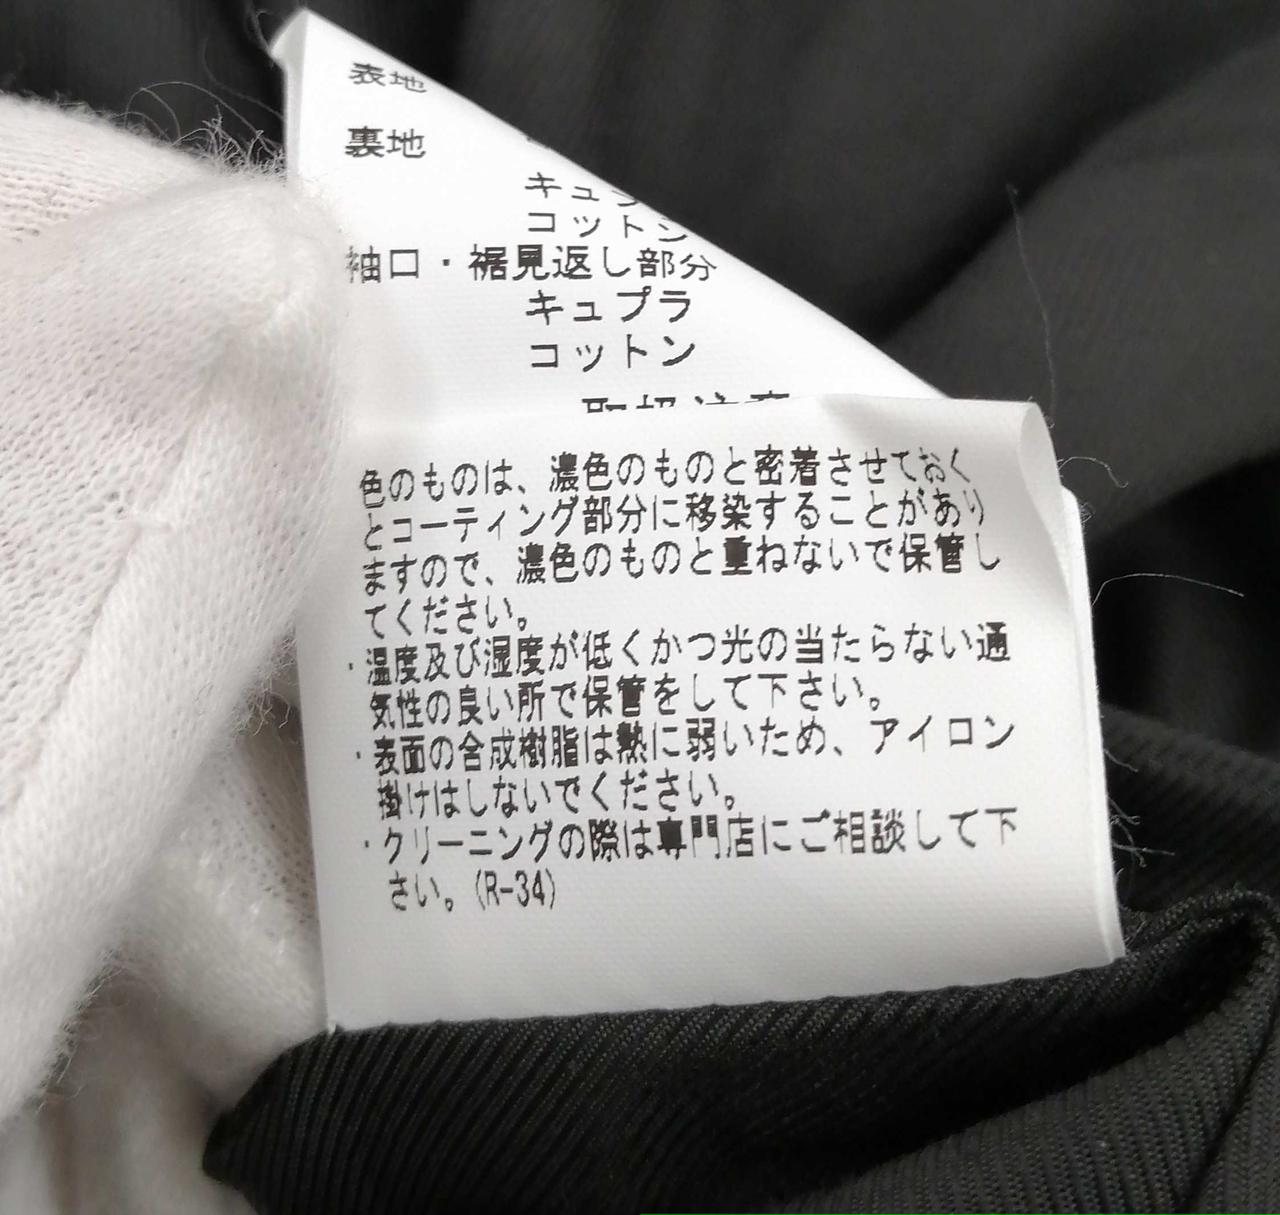 表地
裏地
キュプ
コットン
袖口・裾見返し部分
キュプラ
コットン
取扱注意
色のものは、濃色のものと密着させておく
とコーティング部分に移染することがあり
ますので、濃色のものと重ねないで保管し
てください。
・温度及び湿度が低くかつ光の当たらない通
気性の良い所で保管をして下さい。
・表面の合成樹脂は熱に弱いため、アイロン
掛けはしないでください。
・クリーニングの際は専門店にご相談して下
さい。(R-34)